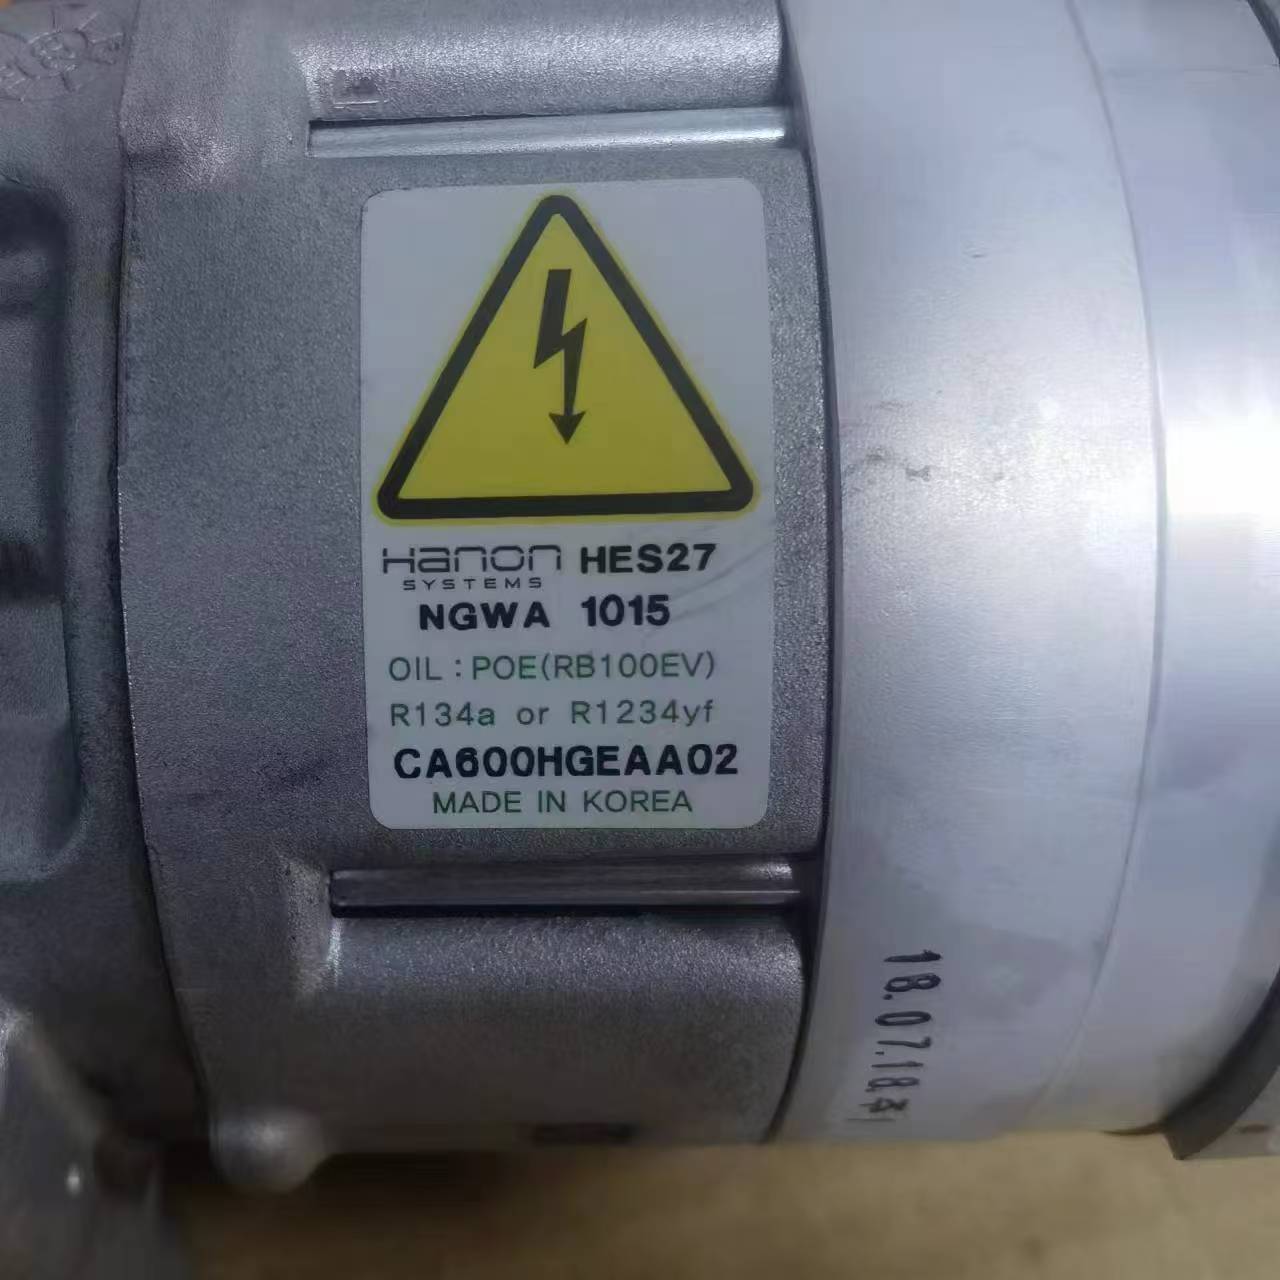 Hanon SYSTEMS HES27
NGWA 1015
OIL : POE(RB100EV)
R134a or R1234yf
CA600HGEAA02
MADE IN KOREA
18.07.18